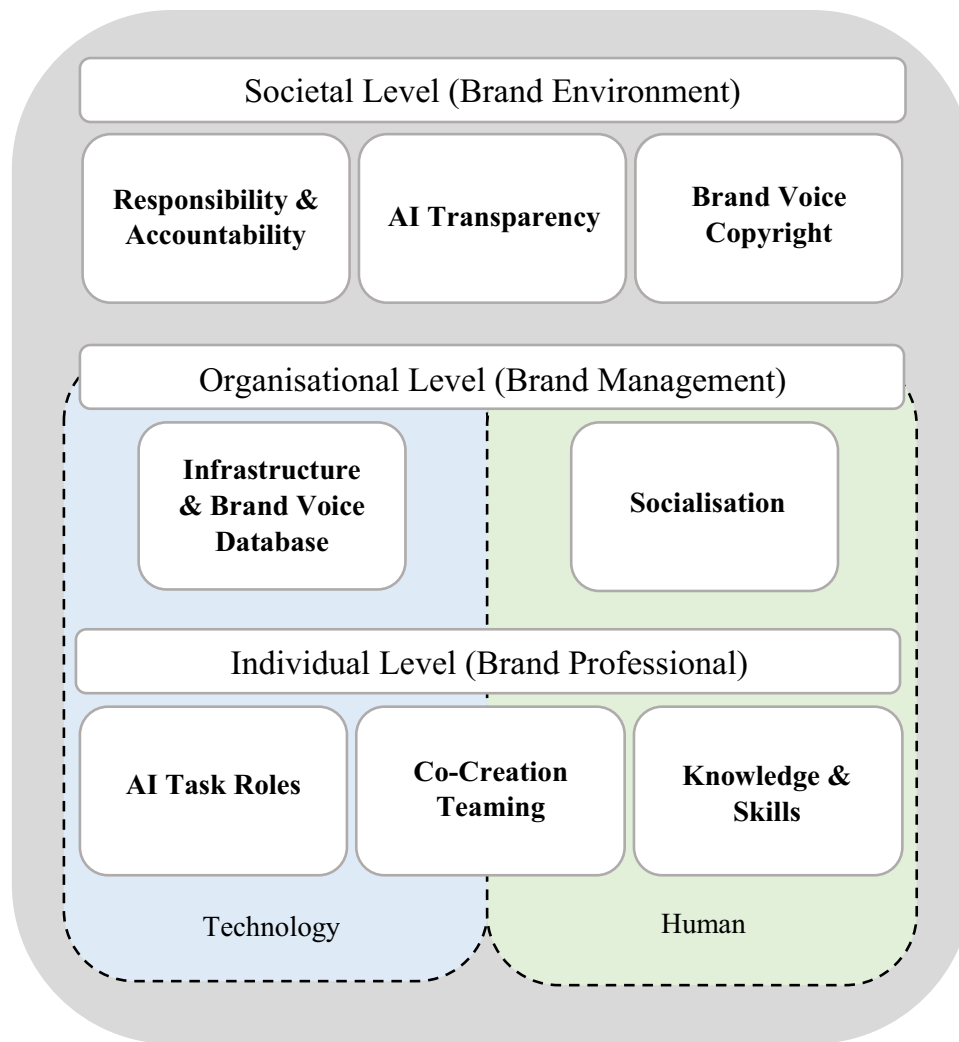 Societal Level (Brand Environment)
Responsibility &
Accountability
AI Transparency
Brand Voice
Copyright
Organisational Level (Brand Management)
Infrastructure
& Brand Voice
Database
Socialisation
Individual Level (Brand Professional)
AI Task Roles
Co-Creation
Teaming
Knowledge &
Skills
Technology
Human